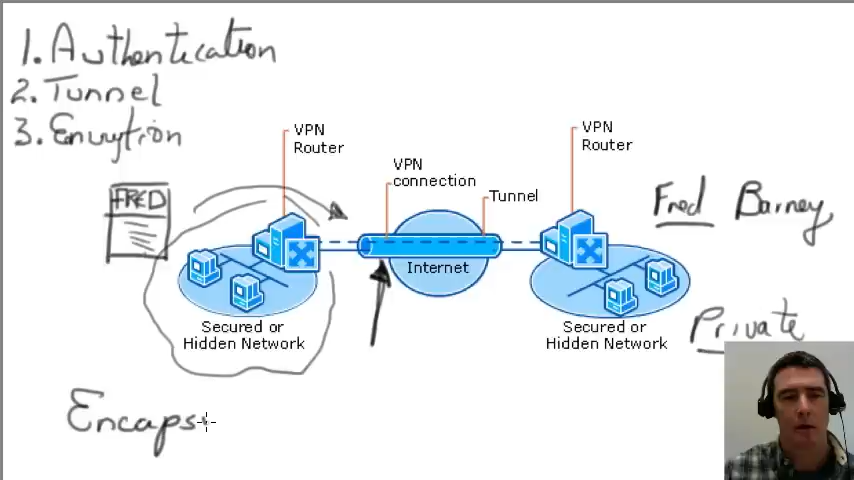 1. Authentication
2. Tunnel
3. Encrytion
VPN
Router
VPN
Router
VPN
connection
Tunnel
FRED
Fred Barney
Internet
Secured or
Hidden Network
Secured or
Hidden Network
Private
Encaps